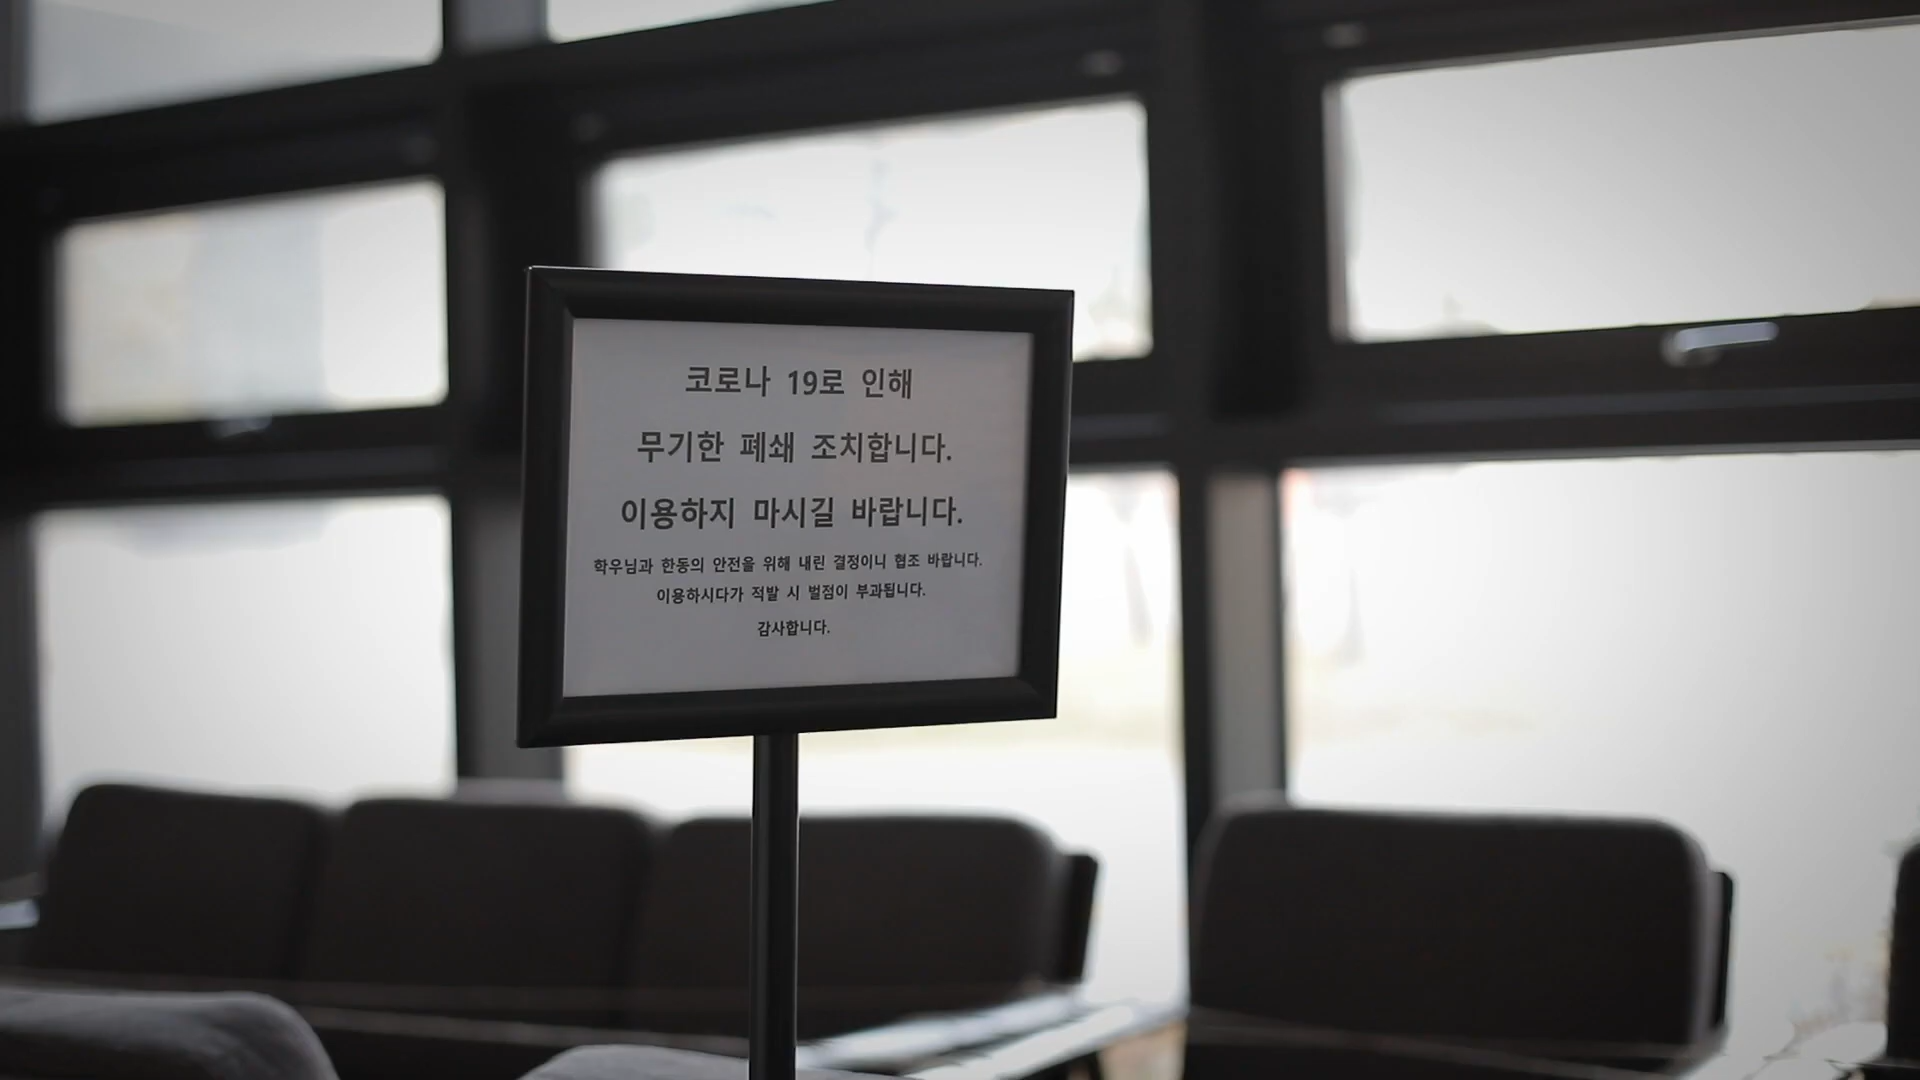 코로나 19로 인해
무기한 폐쇄 조치합니다.
이용하지 마시길 바랍니다.
학우님과 한동의 안전을 위해 내린 결정이니 협조 바랍니다.
이용하시다가 적발 시 벌점이 부과됩니다.
감사합니다.